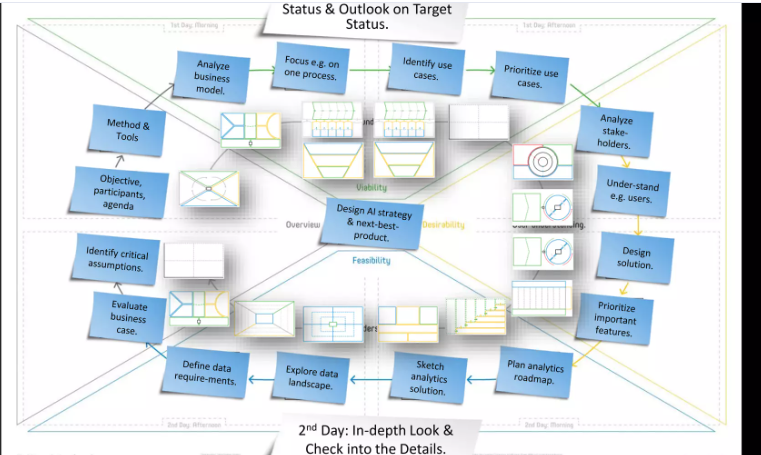 Status & Outlook on Target
Status.
1st Day, Morning
1st Day, Afternoon
Analyze
business
model.
Focus e.g. on
one process.
Identify use
cases.
Prioritize use
cases.
Method &
Tools
Analyze
stake-
holders.
Objective,
participants,
agenda
Under-stand
e.g. users.
Viability
Overview
Design AI strategy
& next-best-
product.
Desirability
Feasibility
Identify critical
assumptions.
Design
solution.
Evaluate
business
case.
Prioritize
important
features.
Define data
require-ments.
Explore data
landscape.
Sketch
analytics
solution.
Plan analytics
roadmap.
2nd Day, Afternoon
2nd Day, Morning
2nd Day: In-depth Look &
Check into the Details.